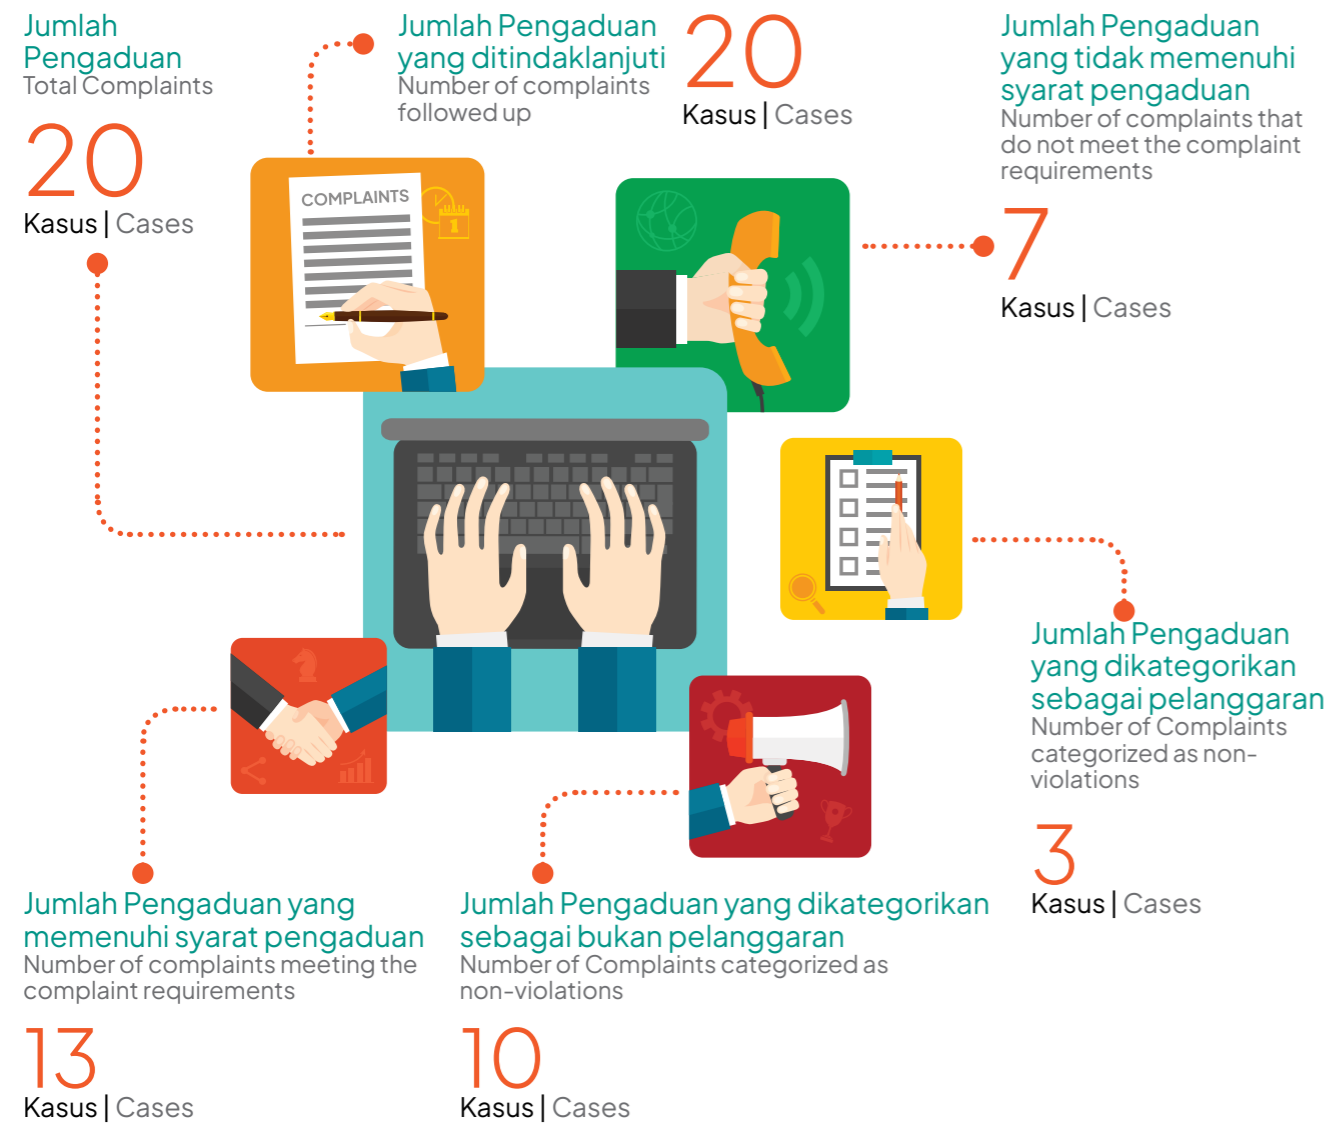 Jumlah
Pengaduan
Total Complaints
20
Kasus | Cases
Jumlah Pengaduan
yang ditindaklanjuti
Number of complaints
followed up
20
Kasus | Cases
Jumlah Pengaduan
yang tidak memenuhi
syarat pengaduan
Number of complaints that
do not meet the complaint
requirements
7
Kasus | Cases
COMPLAINTS
1
Jumlah Pengaduan
yang dikategorikan
sebagai pelanggaran
Number of Complaints
categorized as non-
violations
3
Kasus | Cases
Jumlah Pengaduan yang
memenuhi syarat pengaduan
Number of complaints meeting the
complaint requirements
13
Kasus | Cases
Jumlah Pengaduan yang dikategorikan
sebagai bukan pelanggaran
Number of Complaints categorized as
non-violations
10
Kasus | Cases